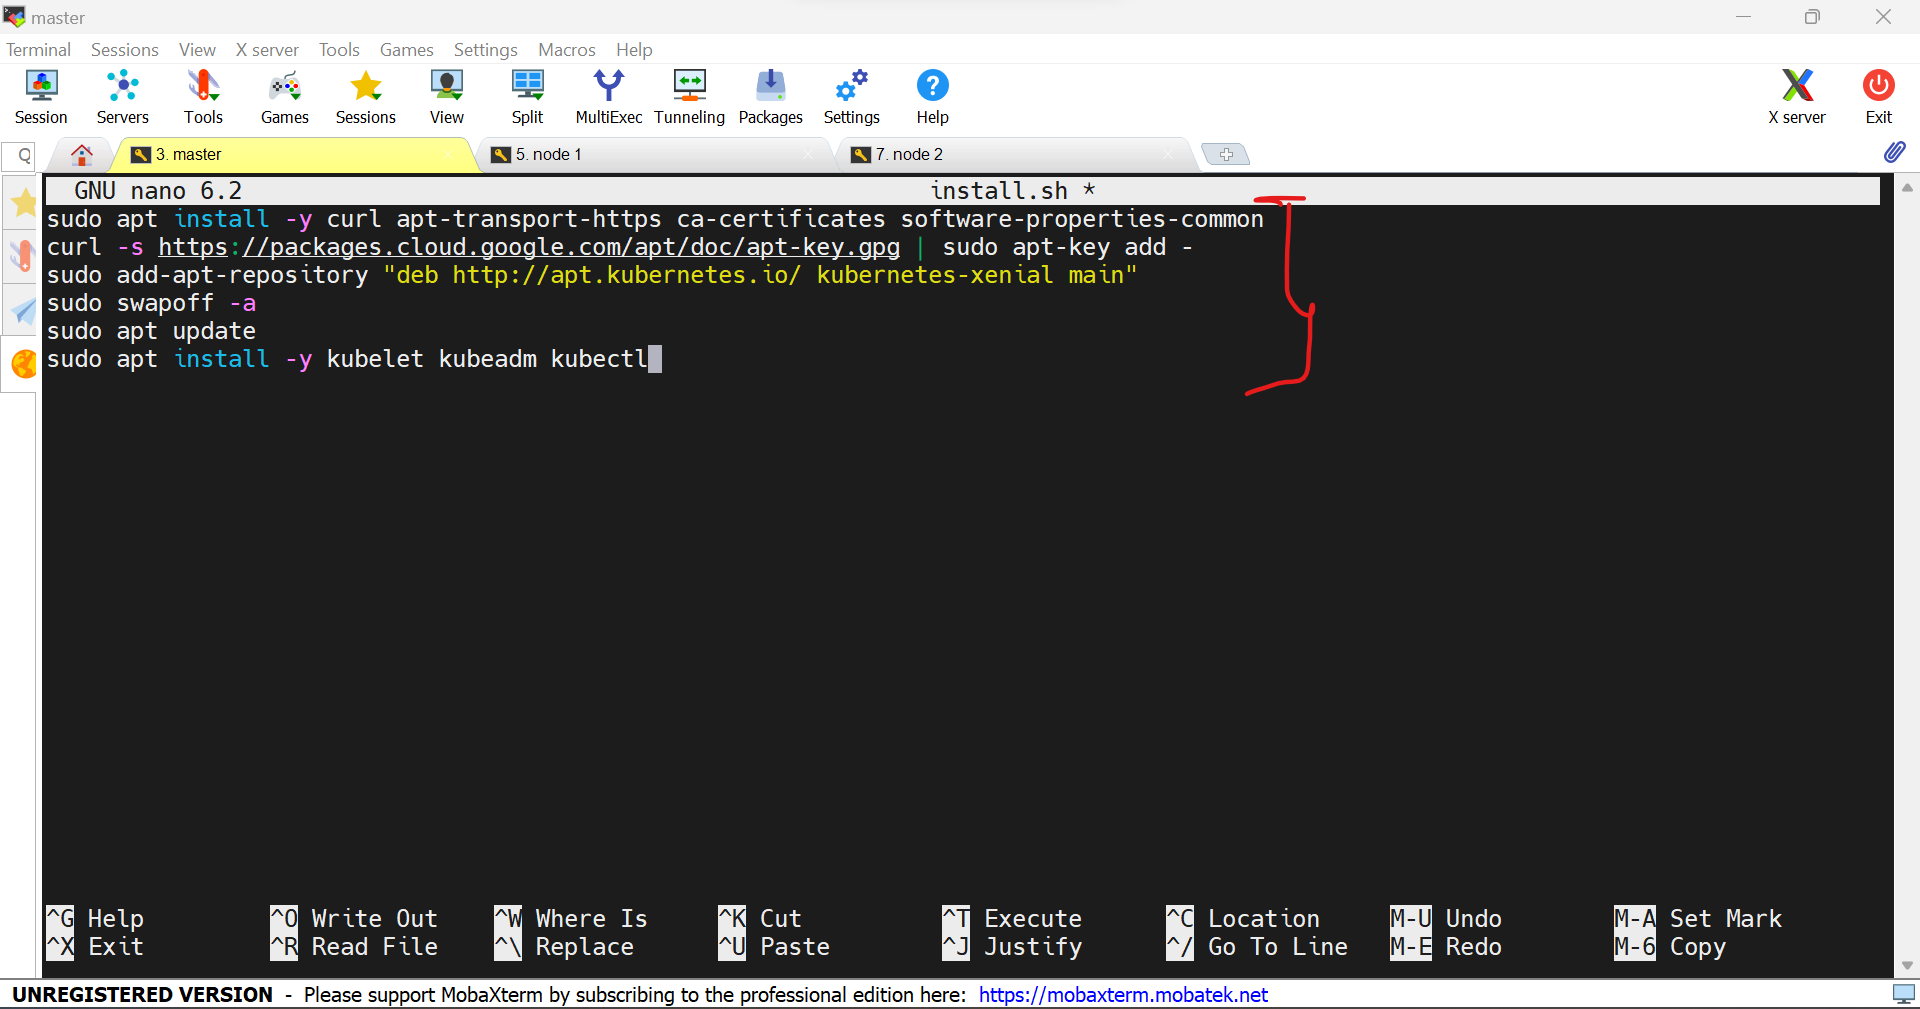 master
Terminal Sessions View X server Tools Games Settings Macros Help
Session Servers Tools Games Sessions View Split MultiExec Tunneling Packages Settings Help X server Exit
3. master 5. node 1 7. node 2
GNU nano 6.2 install.sh *
sudo apt install -y curl apt-transport-https ca-certificates software-properties-common
curl -s https://packages.cloud.google.com/apt/doc/apt-key.gpg | sudo apt-key add -
sudo add-apt-repository "deb http://apt.kubernetes.io/ kubernetes-xenial main"
sudo swapoff -a
sudo apt update
sudo apt install -y kubelet kubeadm kubectl
^G Help ^O Write Out ^W Where Is ^K Cut ^T Execute ^C Location M-U Undo M-A Set Mark
^X Exit ^R Read File ^\ Replace ^U Paste ^J Justify ^/ Go To Line M-E Redo M-6 Copy
UNREGISTERED VERSION - Please support MobaXterm by subscribing to the professional edition here: https://mobaxterm.mobatek.net